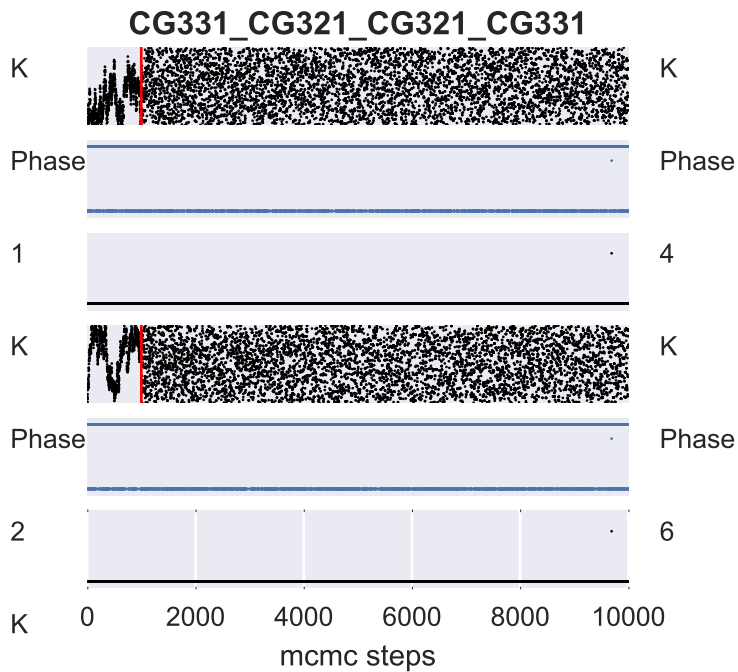 CG331_CG321_CG321_CG331
K K
Phase Phase
1 4
K K
Phase Phase
2 6
K 0 2000 4000 6000 8000 10000
mcmc steps